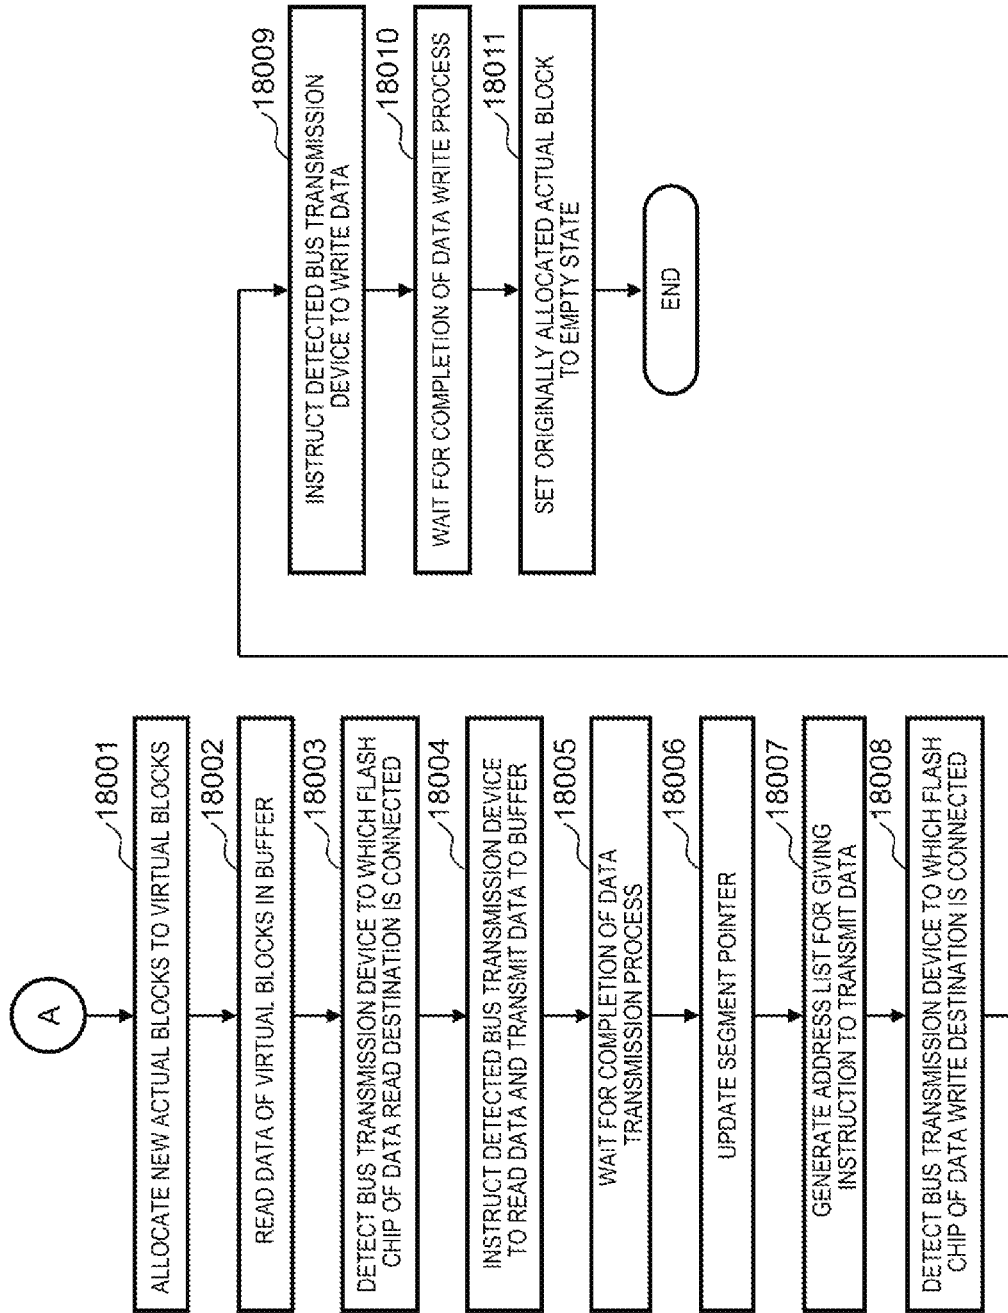 A
18001
ALLOCATE NEW ACTUAL BLOCKS TO VIRTUAL BLOCKS
18002
READ DATA OF VIRTUAL BLOCKS IN BUFFER
18003
DETECT BUS TRANSMISSION DEVICE TO WHICH FLASH
CHIP OF DATA READ DESTINATION IS CONNECTED
18004
INSTRUCT DETECTED BUS TRANSMISSION DEVICE
TO READ DATA AND TRANSMIT DATA TO BUFFER
18005
WAIT FOR COMPLETION OF DATA
TRANSMISSION PROCESS
18006
UPDATE SEGMENT POINTER
18007
GENERATE ADDRESS LIST FOR GIVING
INSTRUCTION TO TRANSMIT DATA
18008
DETECT BUS TRANSMISSION DEVICE TO WHICH FLASH
CHIP OF DATA WRITE DESTINATION IS CONNECTED
18009
INSTRUCT DETECTED BUS TRANSMISSION
DEVICE TO WRITE DATA
18010
WAIT FOR COMPLETION OF DATA WRITE PROCESS
18011
SET ORIGINALLY ALLOCATED ACTUAL BLOCK
TO EMPTY STATE
END